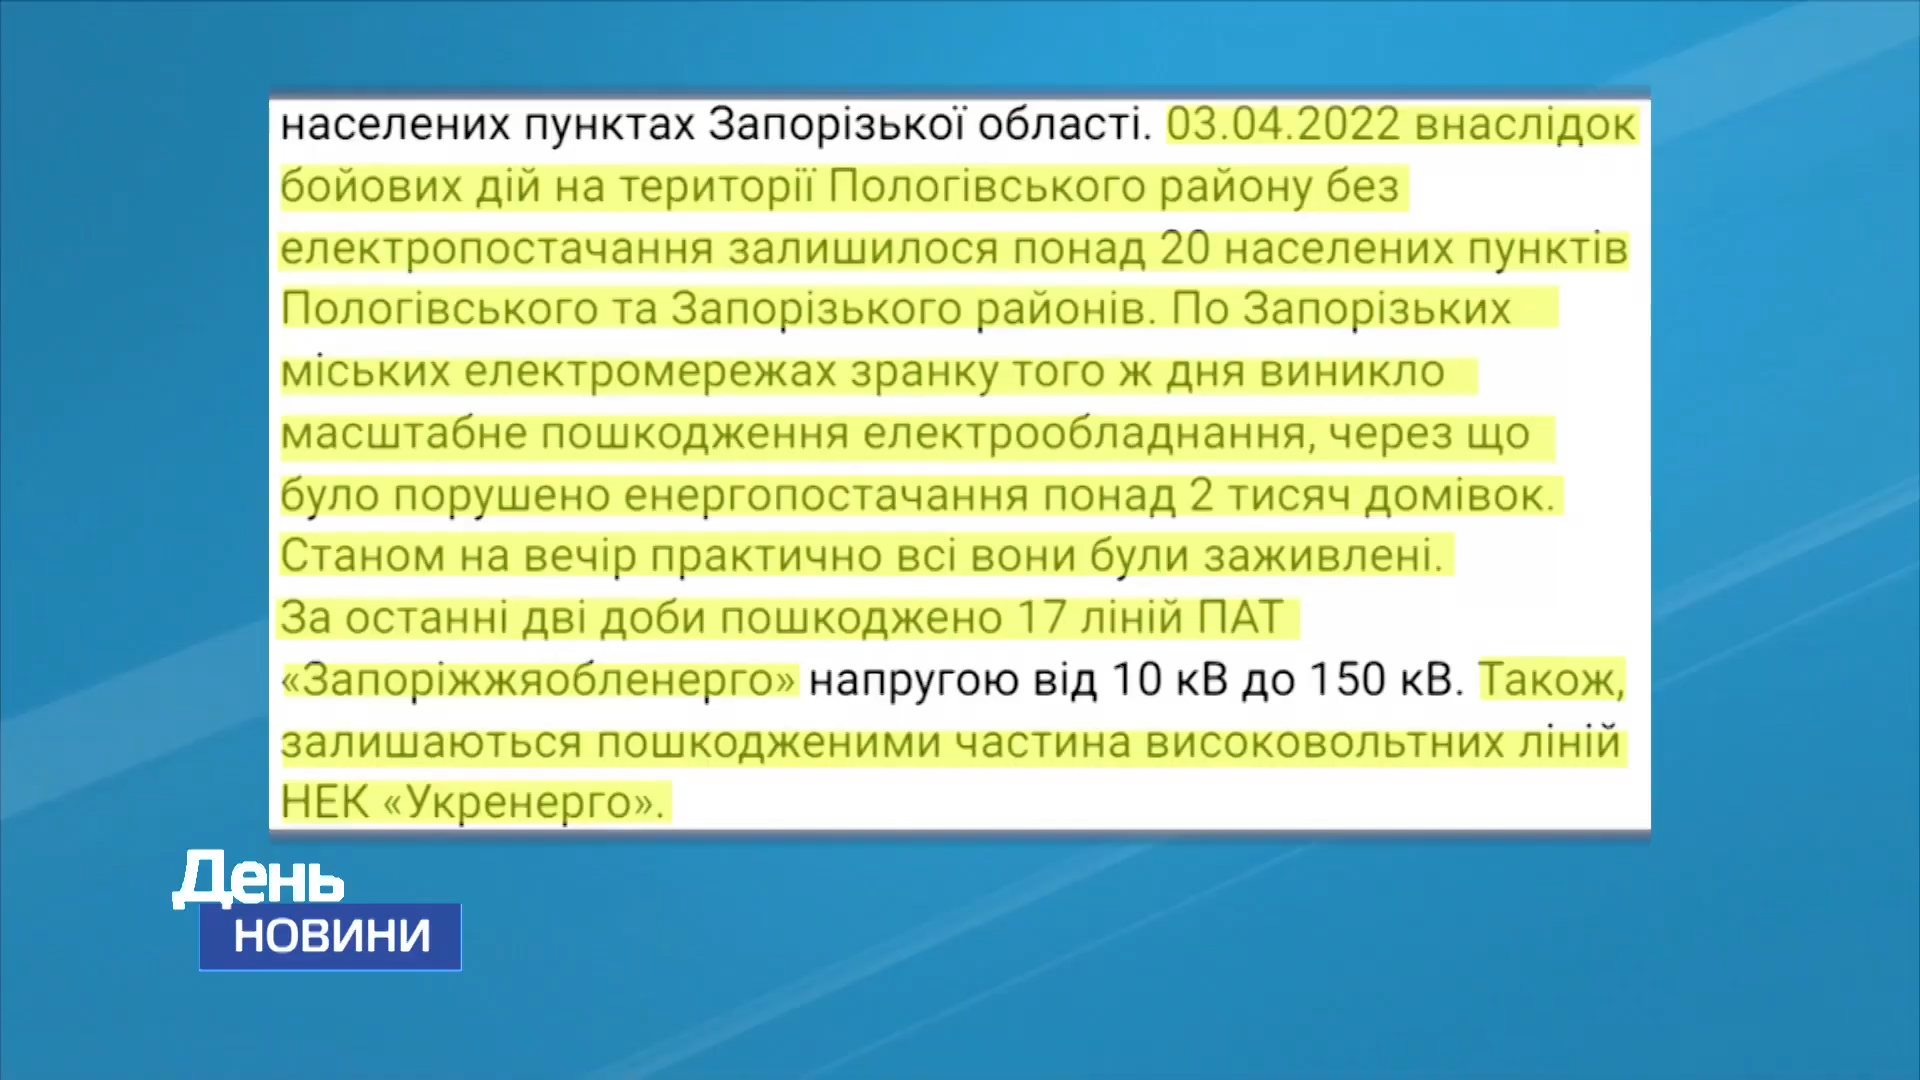 населених пунктах Запорізької області. 03.04.2022 внаслідок
бойових дій на території Пологівського району без
електропостачання залишилося понад 20 населених пунктів
Пологівського та Запорізького районів. По Запорізьких
міських електромережах зранку того ж дня виникло
масштабне пошкодження електрообладнання, через що
було порушено енергопостачання понад 2 тисяч домівок.
Станом на вечір практично всі вони були заживлені.
За останні дві доби пошкоджено 17 ліній ПАТ
«Запоріжжяобленерго» напругою від 10 кВ до 150 кВ. Також,
залишаються пошкодженими частина високовольтних ліній
НЕК «Укренерго».
День
НОВИНИ